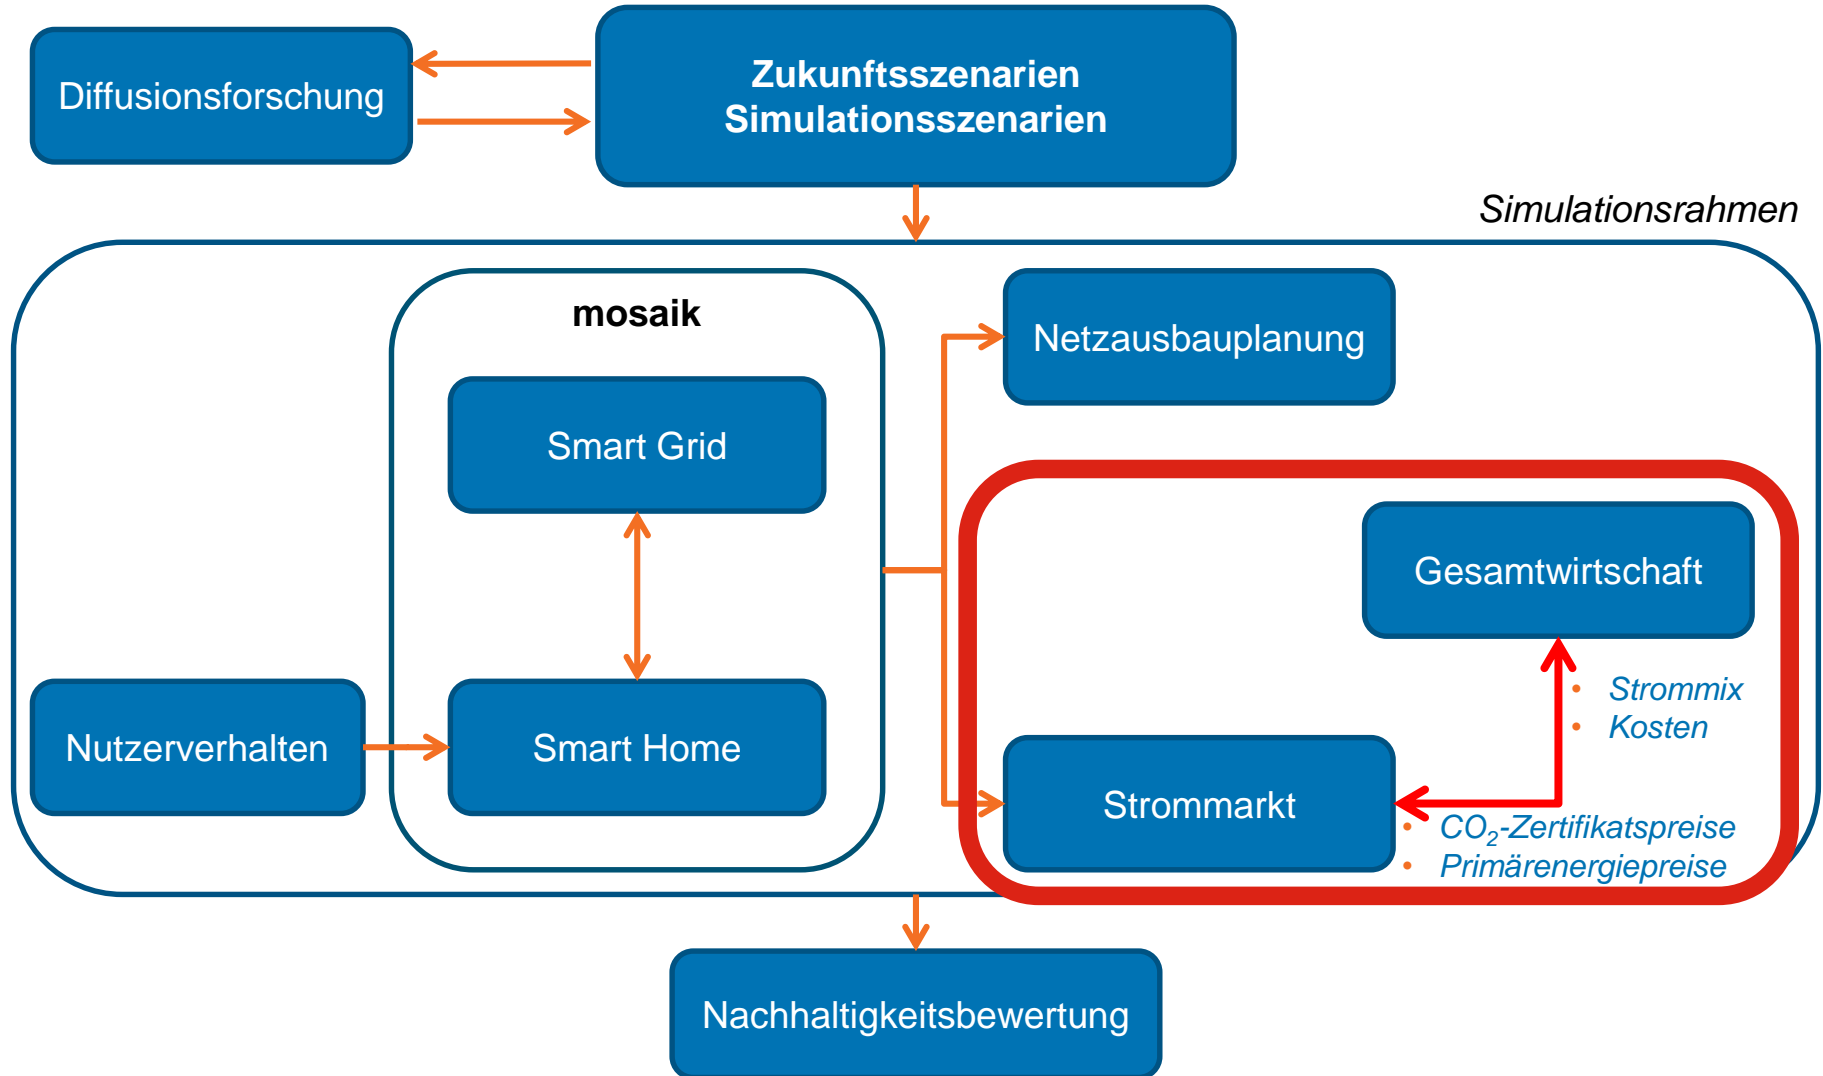 Diffusionsforschung
Zukunftsszenarien
Simulationsszenarien
Simulationsrahmen
mosaik
Netzausbauplanung
Smart Grid
Gesamtwirtschaft
• Strommix
• Kosten
Nutzerverhalten
Smart Home
Strommarkt
• CO₂-Zertifikatspreise
• Primärenergiepreise
Nachhaltigkeitsbewertung